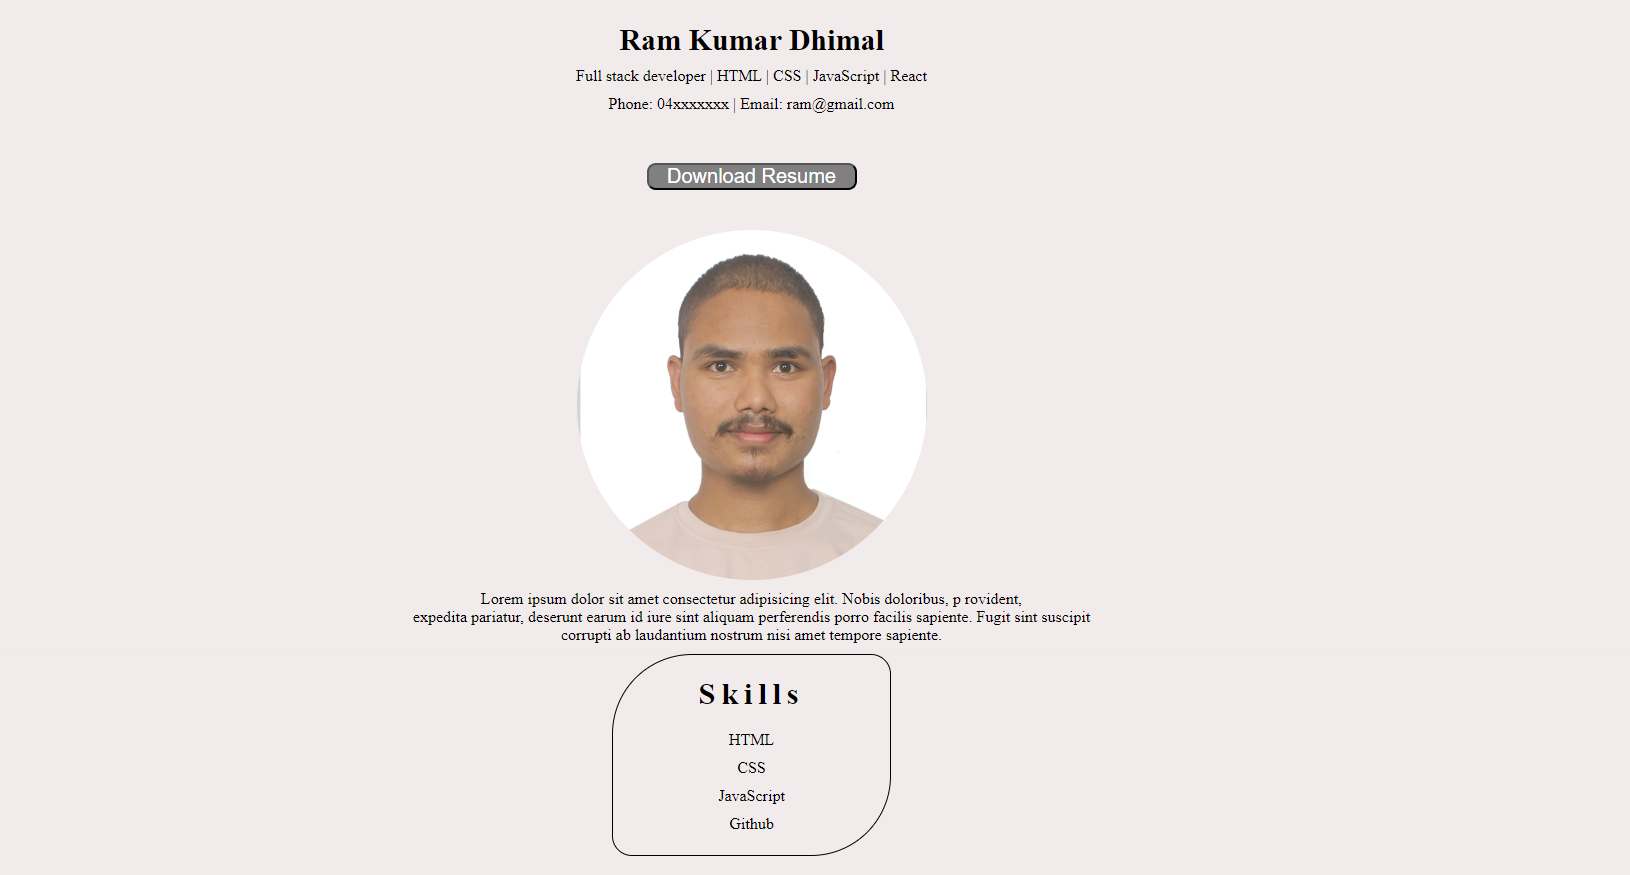 Ram Kumar Dhimal
Full stack developer | HTML | CSS | JavaScript | React
Phone: 04xxxxxxx | Email: ram@gmail.com
Download Resume
Lorem ipsum dolor sit amet consectetur adipisicing elit. Nobis doloribus, p rovident,
expedita pariatur, deserunt earum id iure sint aliquam perferendis porro facilis sapiente. Fugit sint suscipit
corrupti ab laudantium nostrum nisi amet tempore sapiente.
Skills
HTML
CSS
JavaScript
Github